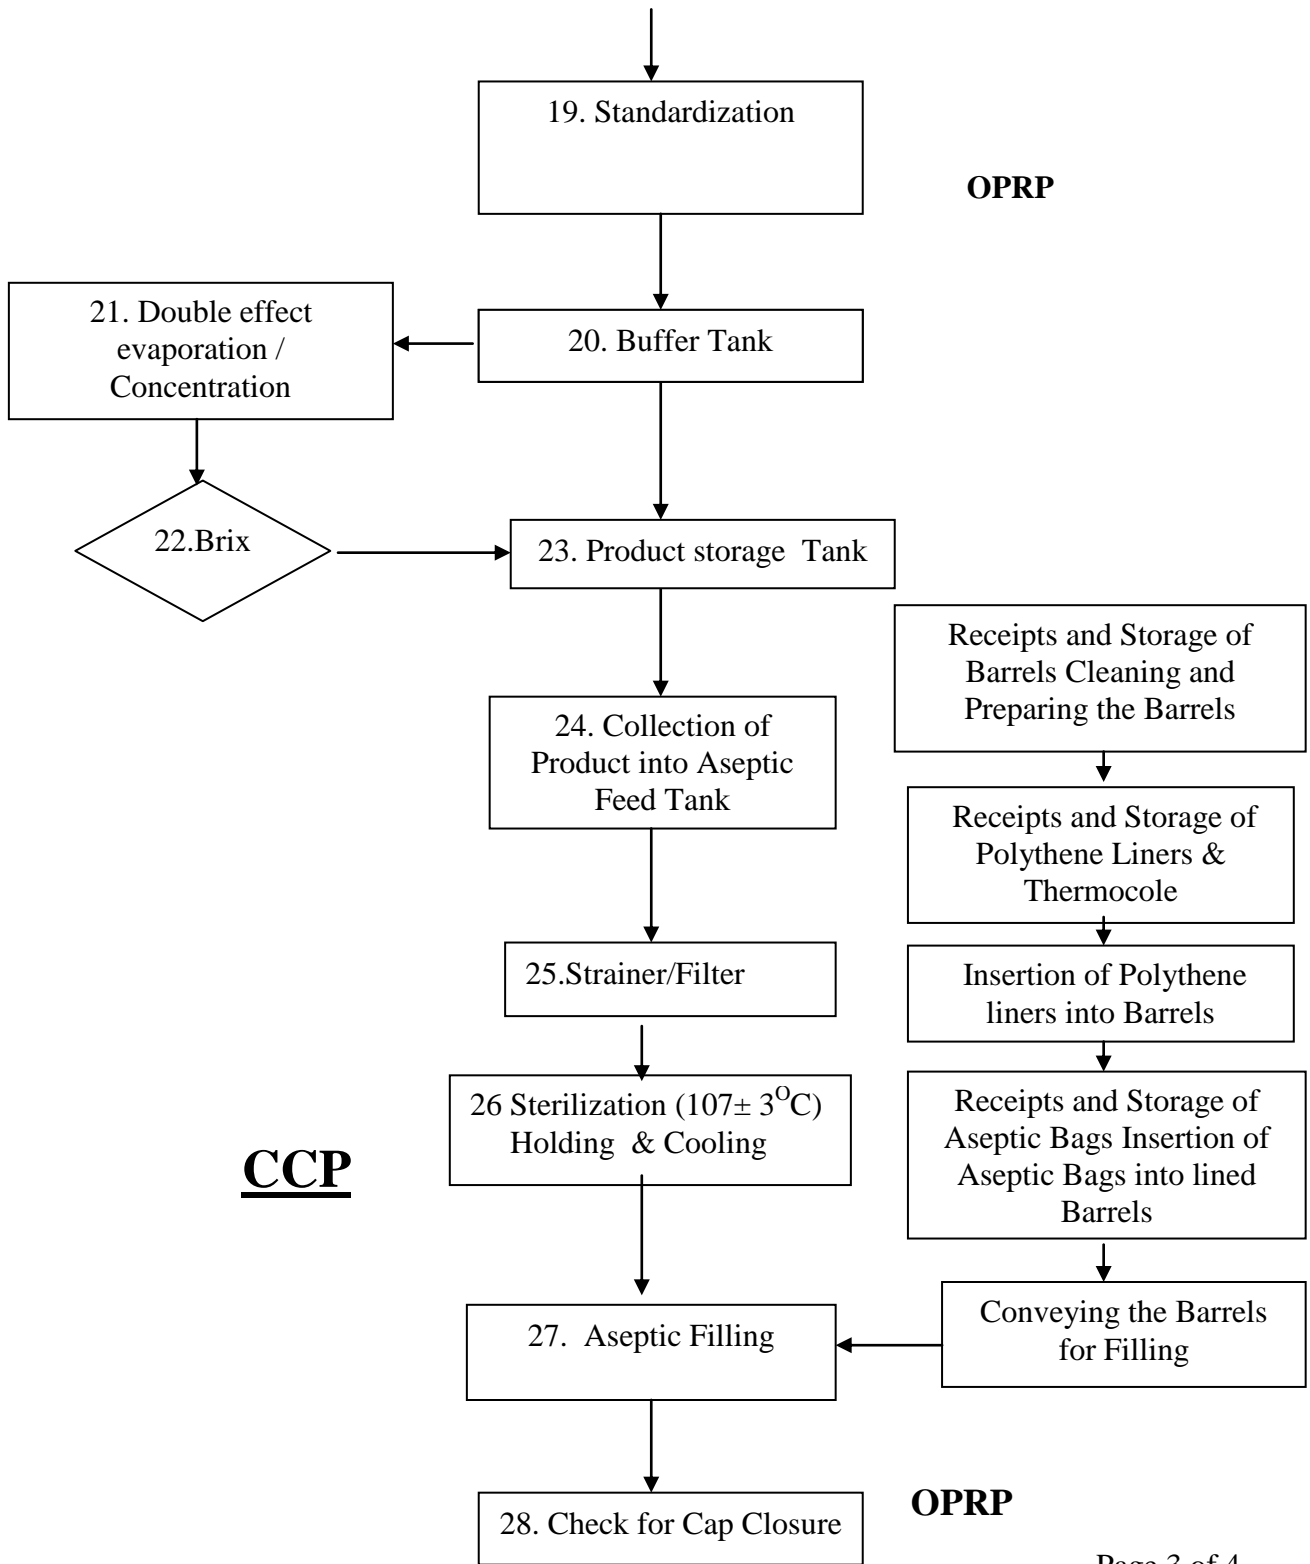 19. Standardization
OPRP
21. Double effect
evaporation /
Concentration
20. Buffer Tank
22.Brix
23. Product storage  Tank
Receipts and Storage of
Barrels Cleaning and
Preparing the Barrels
24. Collection of
Product into Aseptic
Feed Tank
Receipts and Storage of
Polythene Liners &
Thermocole
25.Strainer/Filter
Insertion of Polythene
liners into Barrels
26 Sterilization (107± 3ᴼC)
Holding  & Cooling
CCP
Receipts and Storage of
Aseptic Bags Insertion of
Aseptic Bags into lined
Barrels
27.  Aseptic Filling
Conveying the Barrels
for Filling
28. Check for Cap Closure
OPRP
Page 3 of 4